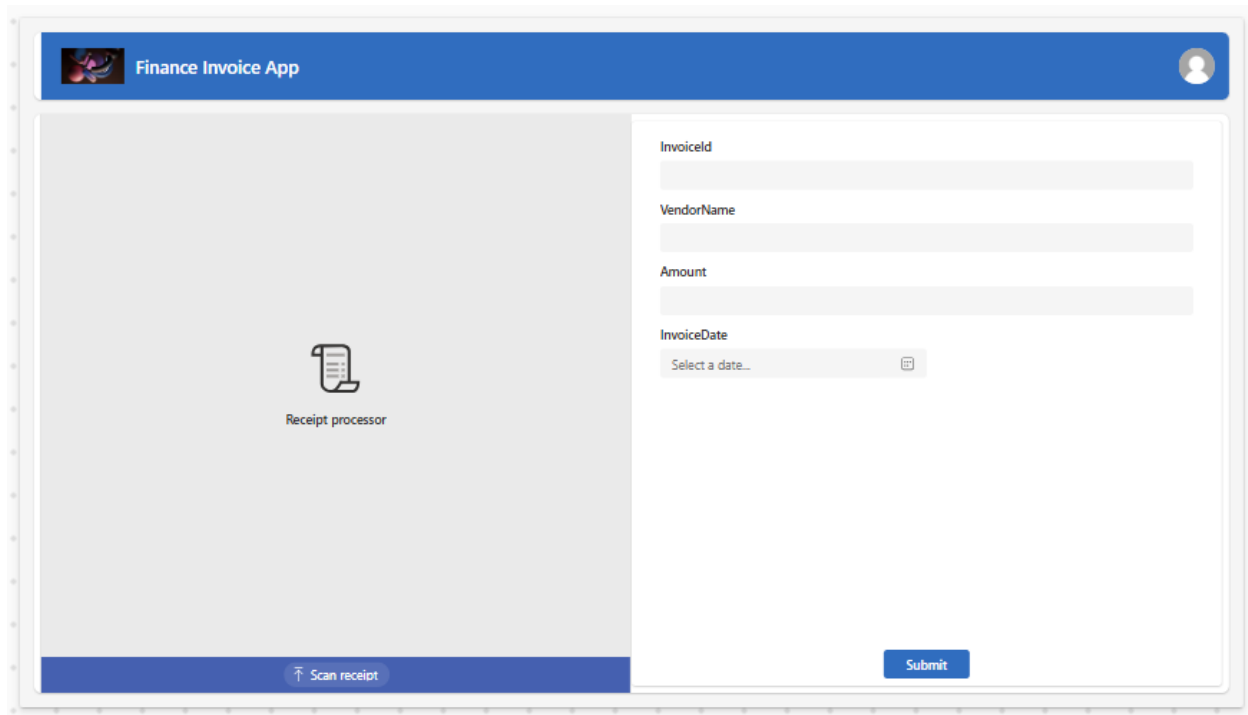 Finance Invoice App
InvoiceId
VendorName
Amount
InvoiceDate
Select a date...
Receipt processor
Scan receipt
Submit